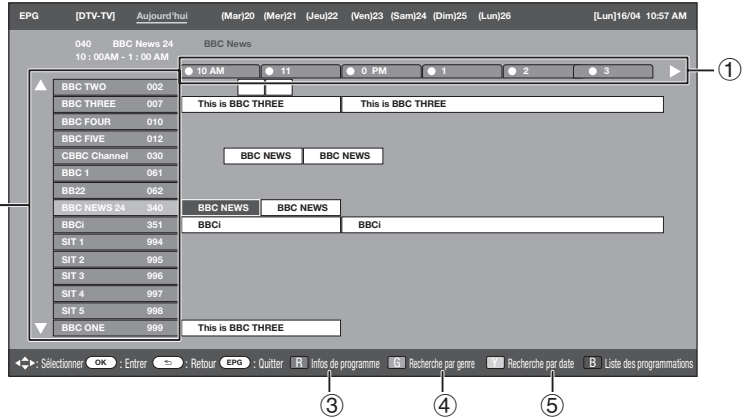 EPG [DTV-TV] Aujourd'hui (Mar)20 (Mer)21 (Jeu)22 (Ven)23 (Sam)24 (Dim)25 (Lun)26 [Lun]16/04 10:57 AM
040 BBC News 24 BBC News
10 : 00AM - 1 : 00 AM
10 AM 11 0 PM 1 2 3 ①
BBC TWO 002
BBC THREE 007 This is BBC THREE This is BBC THREE
BBC FOUR 010
BBC FIVE 012
CBBC Channel 030 BBC NEWS BBC NEWS
BBC 1 061
BB22 062
BBC NEWS 24 340 BBC NEWS BBC NEWS
BBCi 351 BBCi BBCi
SIT 1 994
SIT 2 995
SIT 3 996
SIT 4 997
SIT 5 998
BBC ONE 999 This is BBC THREE
: Sélectionner OK : Entrer : Retour EPG : Quitter R Infos de programme G Recherche par genre Y Recherche par date B Liste des programmations
③ ④ ⑤